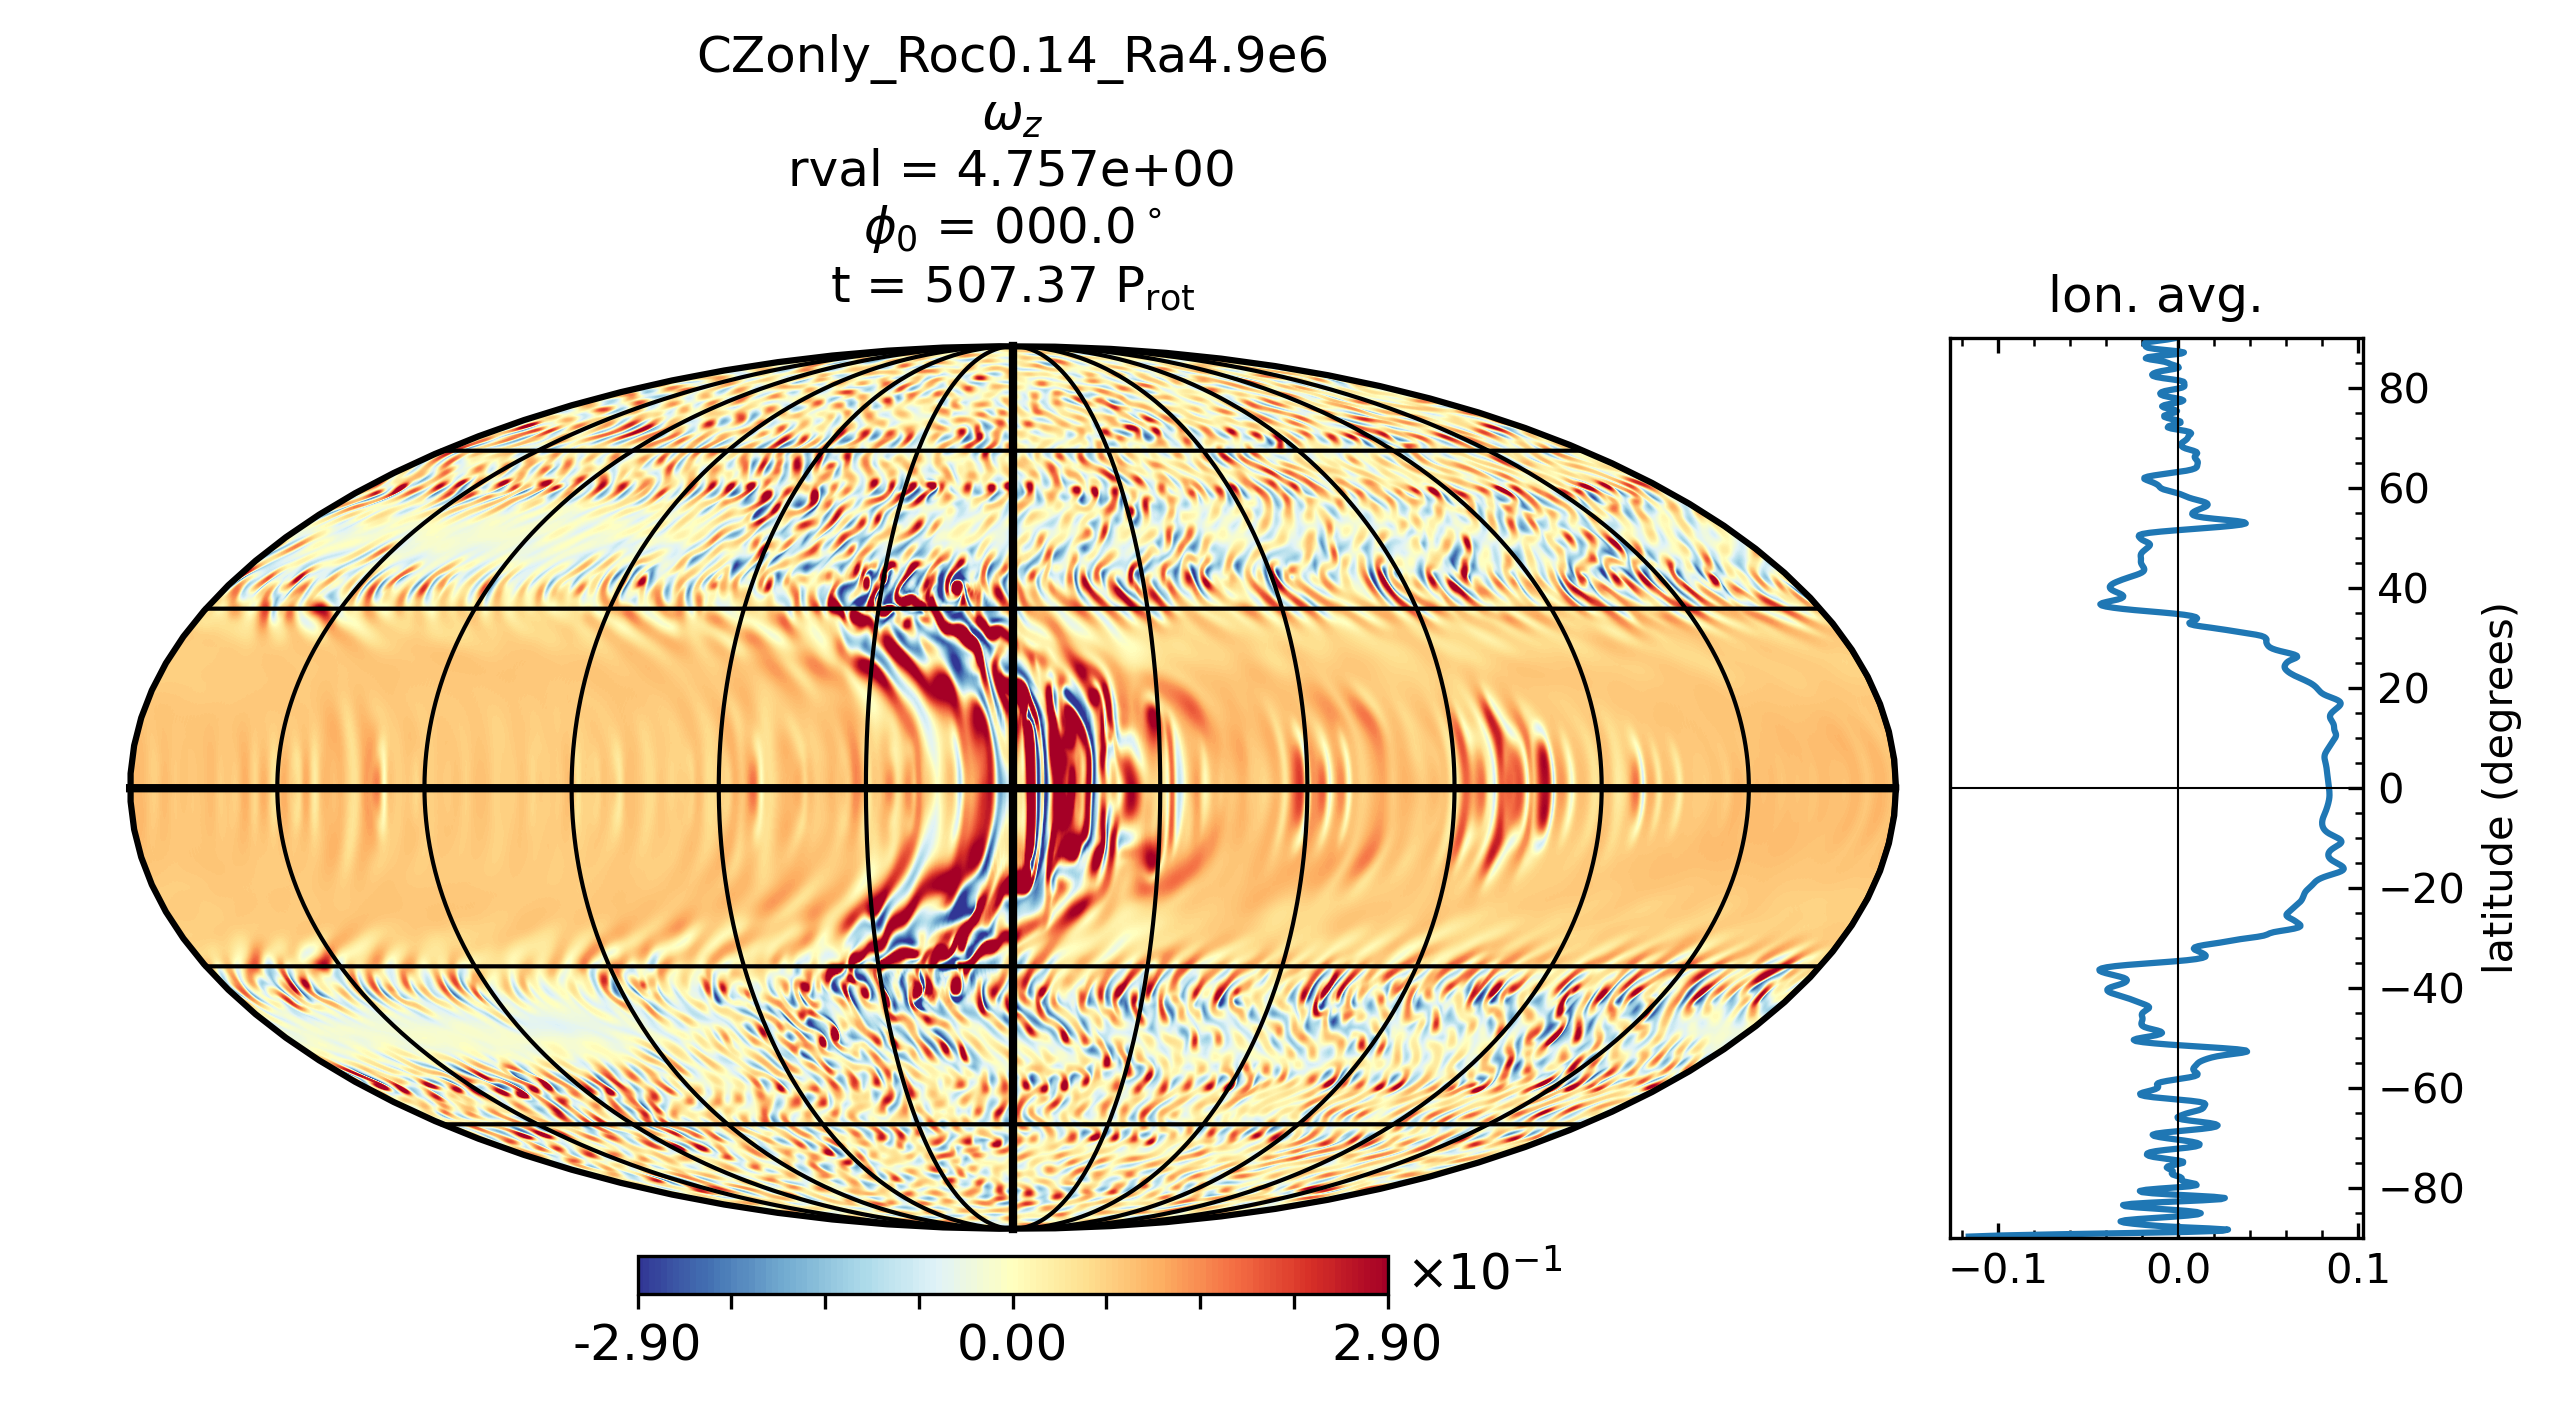 CZonly_Roc0.14_Ra4.9e6
ω_z
rval = 4.757e+00
ϕ_0 = 000.0°
t = 507.37 P_rot
lon. avg.
80
60
40
20
0
−20
−40
−60
−80
latitude (degrees)
−0.1 0.0 0.1
×10^−1
-2.90 0.00 2.90